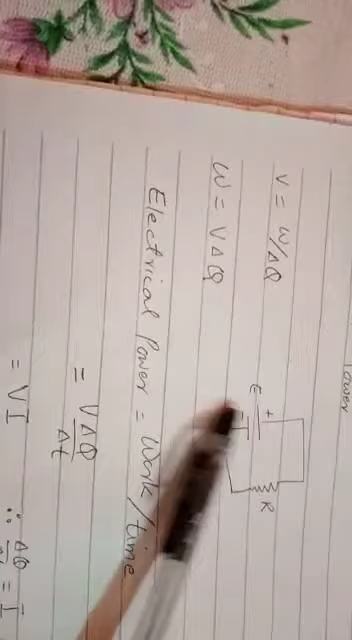 Power
V = W/ΔQ
E + R
W = VΔQ
Electrical Power = Work/time
= VΔQ/Δt
= VI ∵ ΔQ/Δt = I